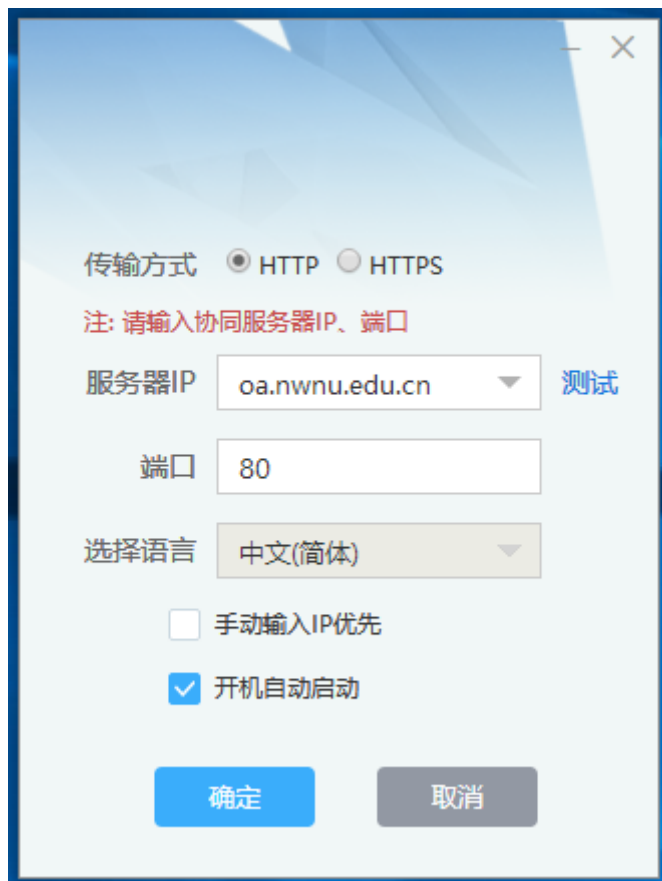 传输方式 HTTP HTTPS
注: 请输入协同服务器IP、端口
服务器IP oa.nwnu.edu.cn 测试
端口 80
选择语言 中文(简体)
手动输入IP优先
开机自动启动
确定 取消